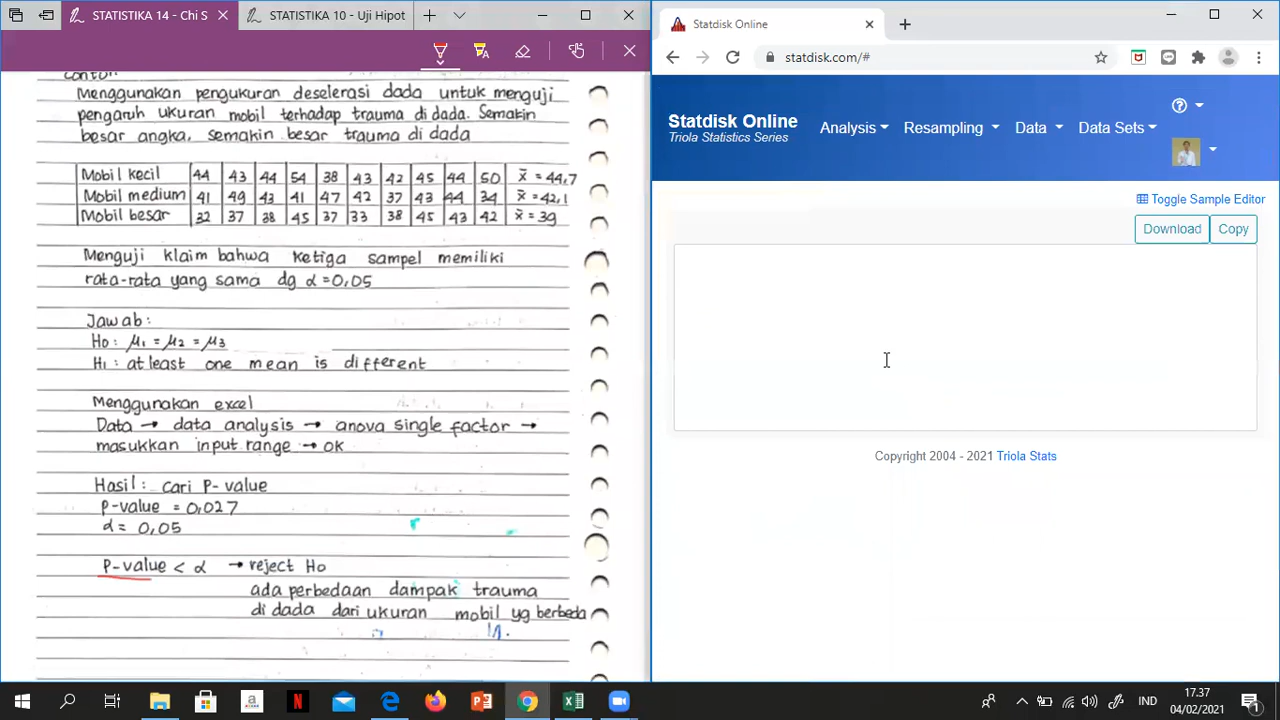 STATISTIKA 14 - Chi S
STATISTIKA 10 - Uji Hipot
Menggunakan pengukuran deselerasi dada untuk menguji
pengaruh ukuran mobil terhadap trauma di dada. Semakin
besar angka, semakin besar trauma di dada
Mobil kecil 44 43 44 54 38 43 42 45 44 50 x̄ = 44,7
Mobil medium 41 49 43 41 47 42 37 43 44 34 x̄ = 42,1
Mobil besar 32 37 38 45 37 33 38 45 43 42 x̄ = 39
Menguji klaim bahwa ketiga sampel memiliki
rata-rata yang sama dg α = 0,05
Jawab:
Ho: μ1 = μ2 = μ3
H1: at least one mean is different
Menggunakan excel
Data → data analysis → anova single factor →
masukkan input range → OK
Hasil: cari P-value
P-value = 0,027
α = 0,05
P-value < α → reject Ho
ada perbedaan dampak trauma
di dada dari ukuran mobil yg berbeda
Statdisk Online
statdisk.com/#
Statdisk Online
Triola Statistics Series
Analysis Resampling Data Data Sets
Toggle Sample Editor
Download Copy
Copyright 2004 - 2021 Triola Stats
IND
17.37
04/02/2021